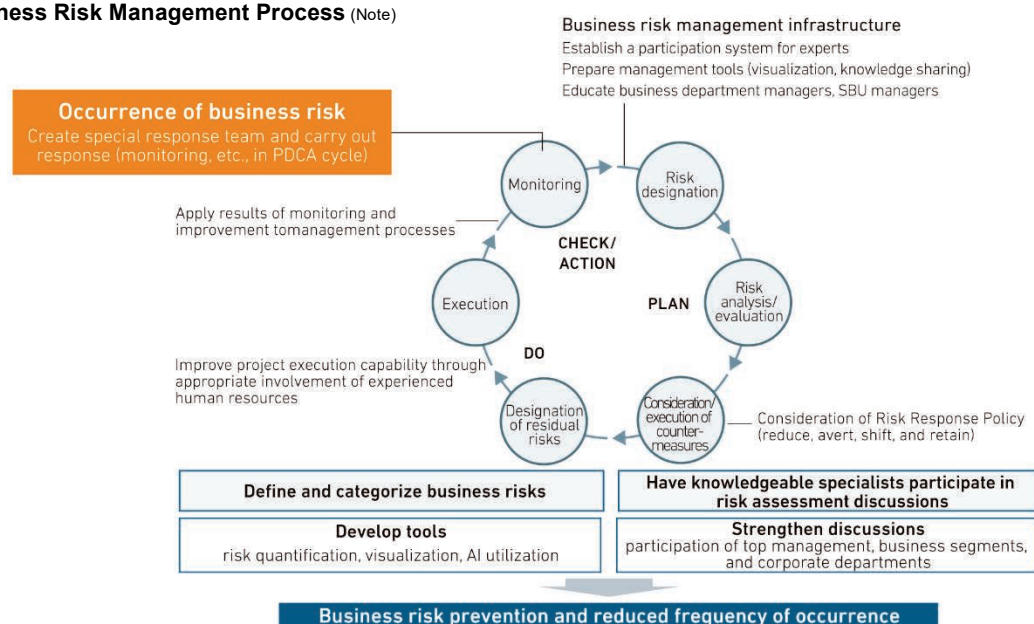 ness Risk Management Process (Note)
Business risk management infrastructure
Establish a participation system for experts
Prepare management tools (visualization, knowledge sharing)
Educate business department managers, SBU managers
Occurrence of business risk
Create special response team and carry out
response (monitoring, etc., in PDCA cycle)
Monitoring
Risk
designation
Apply results of monitoring and
improvement tomanagement processes
CHECK/
ACTION
Execution
PLAN
Risk
analysis/
evaluation
DO
Improve project execution capability through
appropriate involvement of experienced
human resources
Designation
of residual
risks
Consideration/
execution of
counter-
measures
Consideration of Risk Response Policy
(reduce, avert, shift, and retain)
Define and categorize business risks
Have knowledgeable specialists participate in
risk assessment discussions
Develop tools
risk quantification, visualization, AI utilization
Strengthen discussions
participation of top management, business segments,
and corporate departments
Business risk prevention and reduced frequency of occurrence